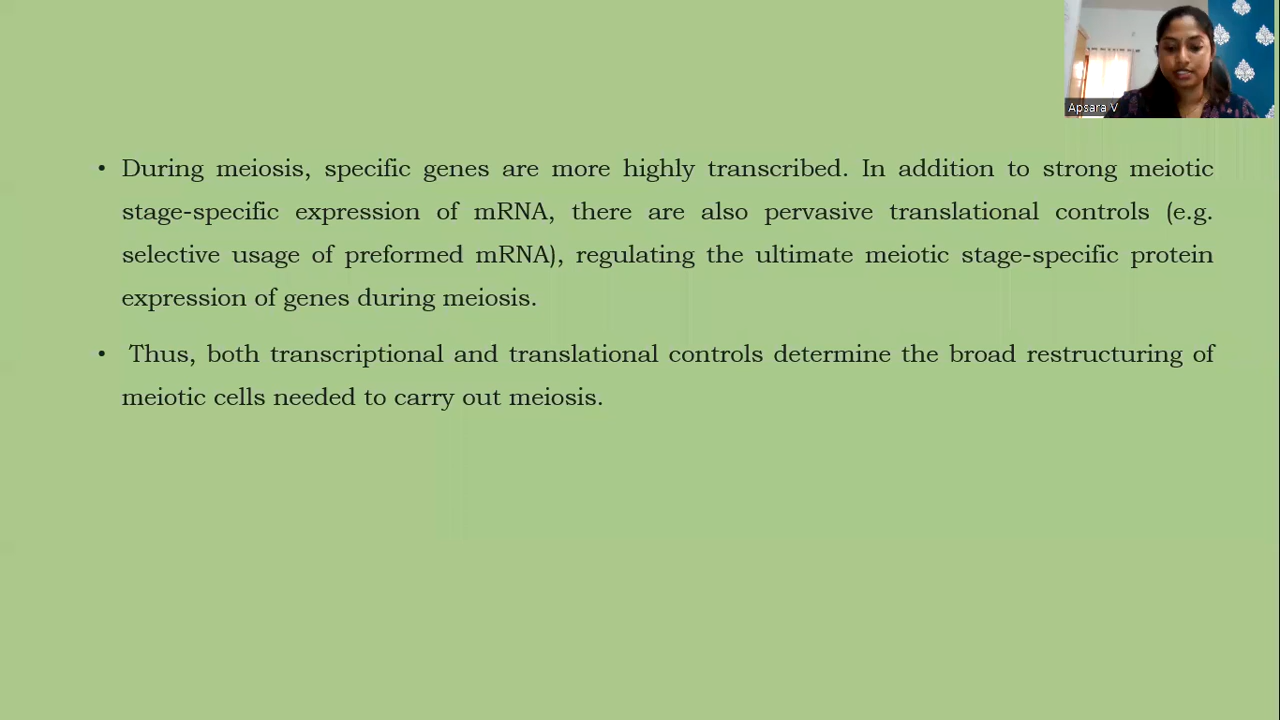 Apsara V
• During meiosis, specific genes are more highly transcribed. In addition to strong meiotic
stage-specific expression of mRNA, there are also pervasive translational controls (e.g.
selective usage of preformed mRNA), regulating the ultimate meiotic stage-specific protein
expression of genes during meiosis.
• Thus, both transcriptional and translational controls determine the broad restructuring of
meiotic cells needed to carry out meiosis.